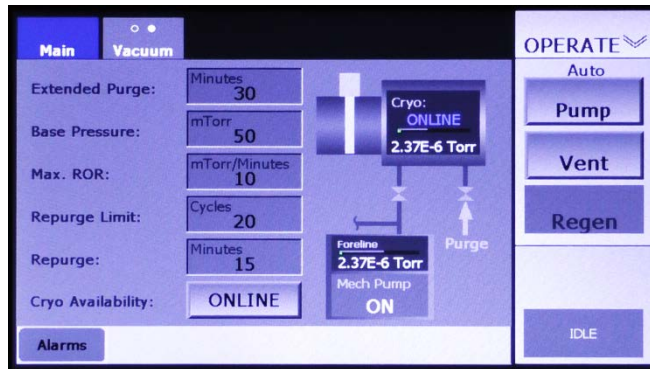 Main
Vacuum
OPERATE
Auto
Extended Purge:
Minutes
30
Base Pressure:
mTorr
50
Max. ROR:
mTorr/Minutes
10
Repurge Limit:
Cycles
20
Repurge:
Minutes
15
Cryo Availability:
ONLINE
Cryo:
ONLINE
2.37E-6 Torr
Foreline
2.37E-6 Torr
Purge
Mech Pump
ON
Pump
Vent
Regen
IDLE
Alarms